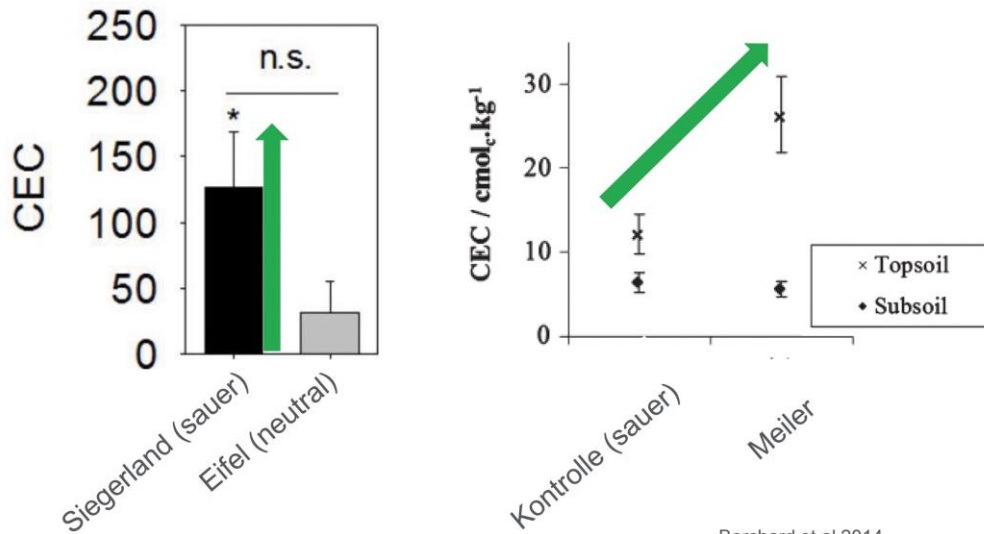 250
200
150
100
50
0
CEC
n.s.
*
Siegerland (sauer)
Eifel (neutral)
CEC / cmolc.kg-1
30
20
10
0
× Topsoil
◆ Subsoil
Kontrolle (sauer)
Meiler